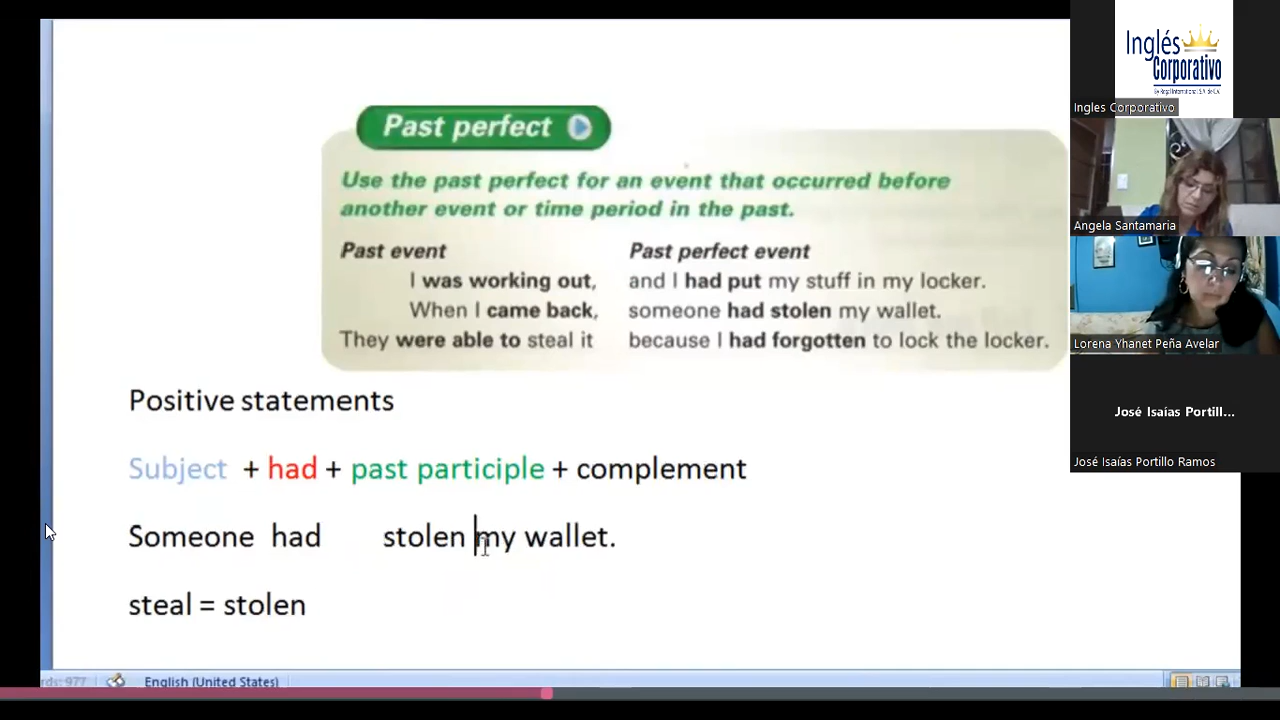 Past perfect
Use the past perfect for an event that occurred before
another event or time period in the past.
Past event Past perfect event
I was working out, and I had put my stuff in my locker.
When I came back, someone had stolen my wallet.
They were able to steal it because I had forgotten to lock the locker.
Positive statements
Subject + had + past participle + complement
Someone had stolen my wallet.
steal = stolen
rds: 977 English (United States)
Inglés
Corporativo
Ingles Corporativo
Angela Santamaria
Lorena Yhanet Peña Avelar
José Isaías Portill...
José Isaías Portillo Ramos